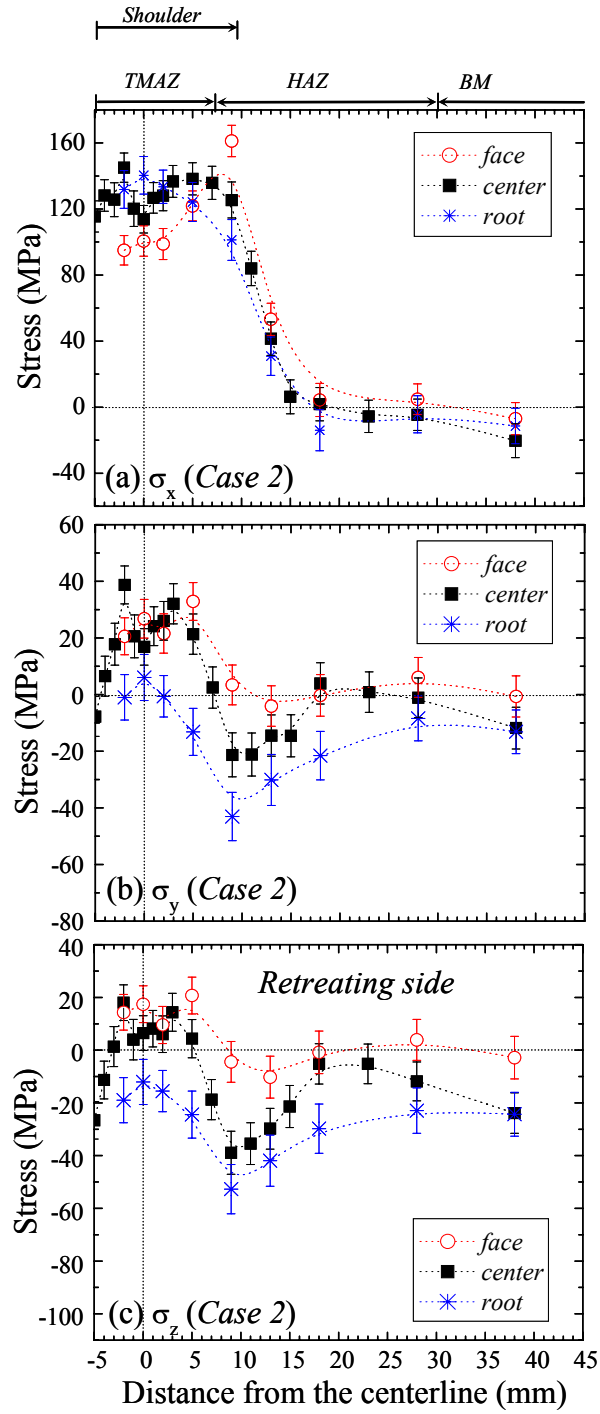 Shoulder
TMAZ HAZ BM
160
120
80
40
0
-40
Stress (MPa)
face
center
root
(a) σx (Case 2)
60
40
20
0
-20
-40
-60
-80
Stress (MPa)
face
center
root
(b) σy (Case 2)
40
20
0
-20
-40
-60
-80
-100
Stress (MPa)
Retreating side
face
center
root
(c) σz (Case 2)
-5 0 5 10 15 20 25 30 35 40 45
Distance from the centerline (mm)